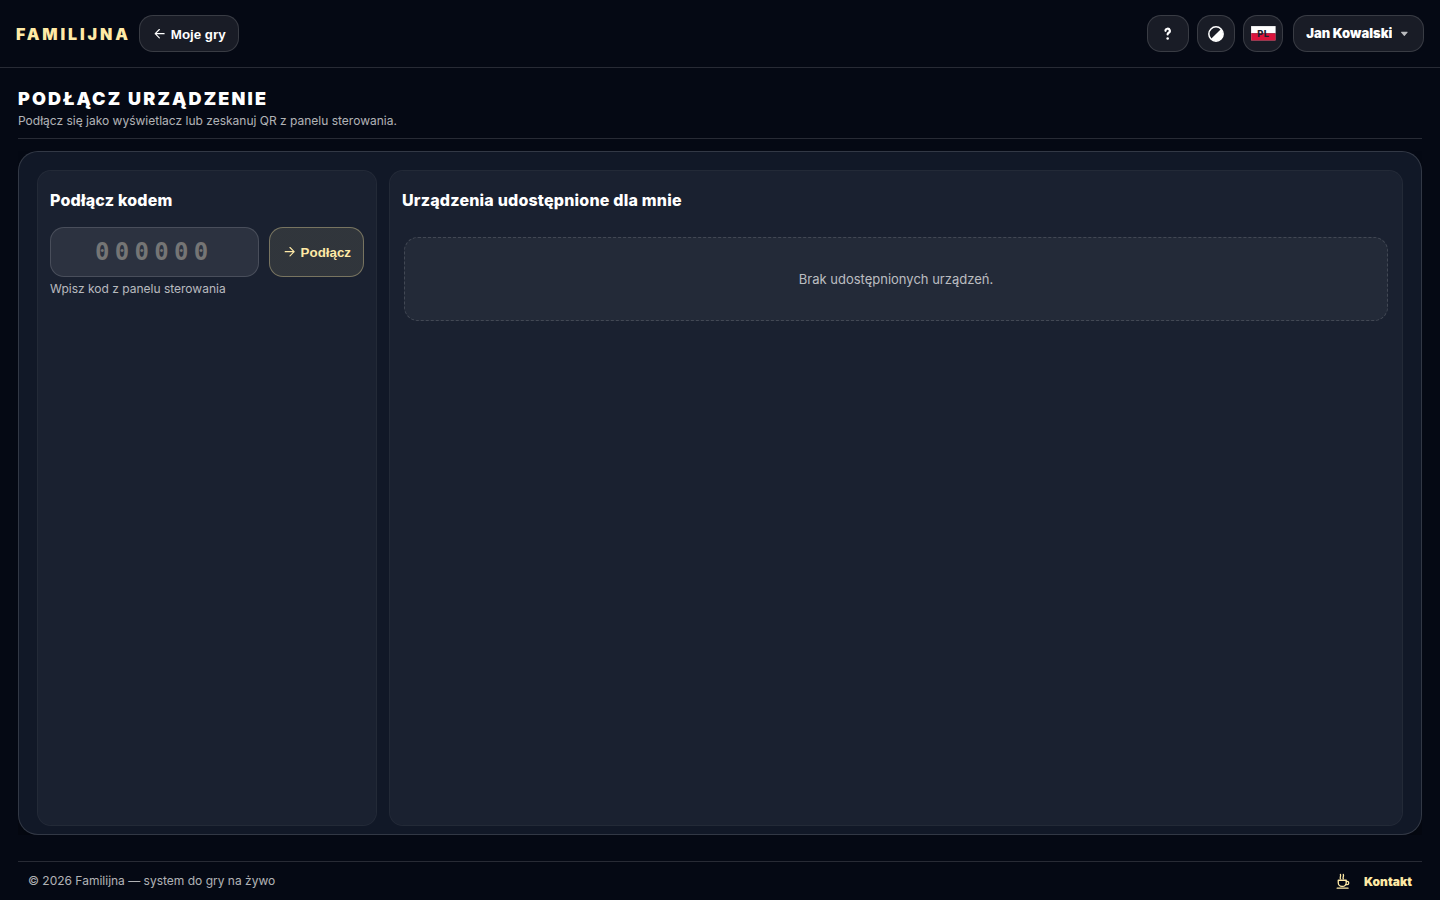 FAMILIJNA
← Moje gry
?
PL
Jan Kowalski
PODŁĄCZ URZĄDZENIE
Podłącz się jako wyświetlacz lub zeskanuj QR z panelu sterowania.
Podłącz kodem
000000
→ Podłącz
Wpisz kod z panelu sterowania
Urządzenia udostępnione dla mnie
Brak udostępnionych urządzeń.
© 2026 Familijna — system do gry na żywo
Kontakt